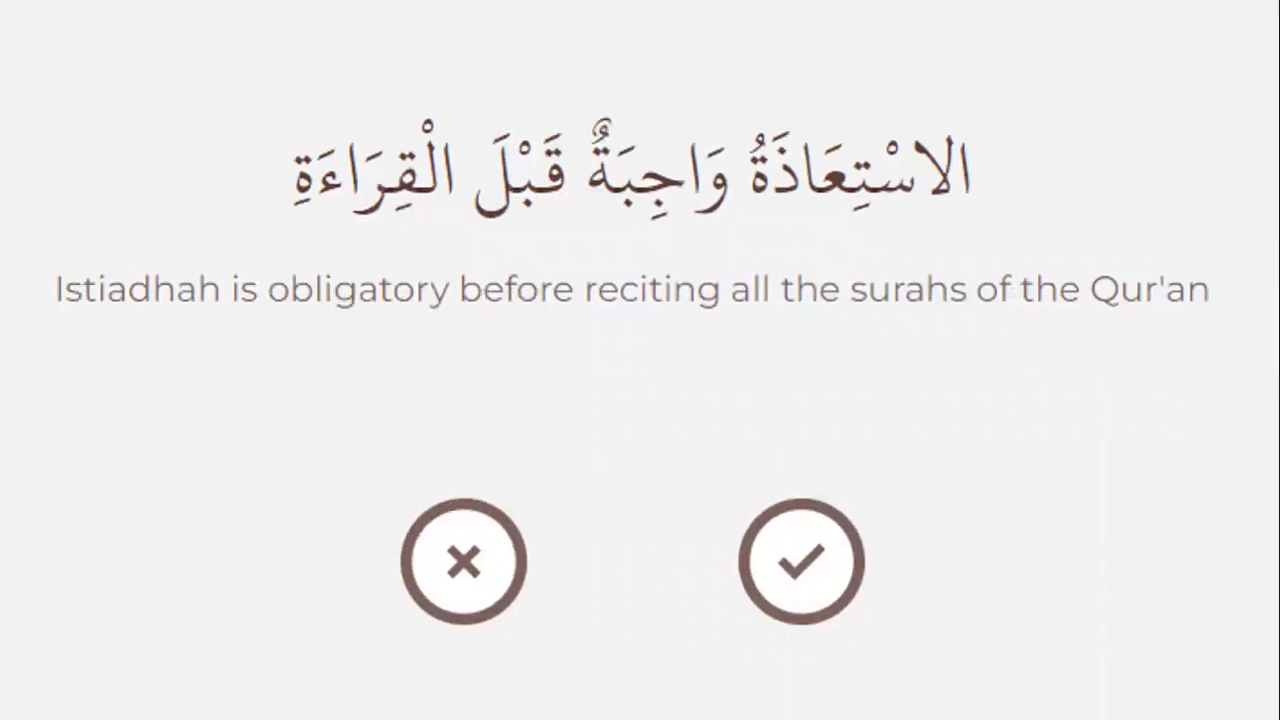 الاسْتِعَاذَةُ وَاجِبَةٌ قَبْلَ الْقِرَاءَةِ
Istiadhah is obligatory before reciting all the surahs of the Qur'an